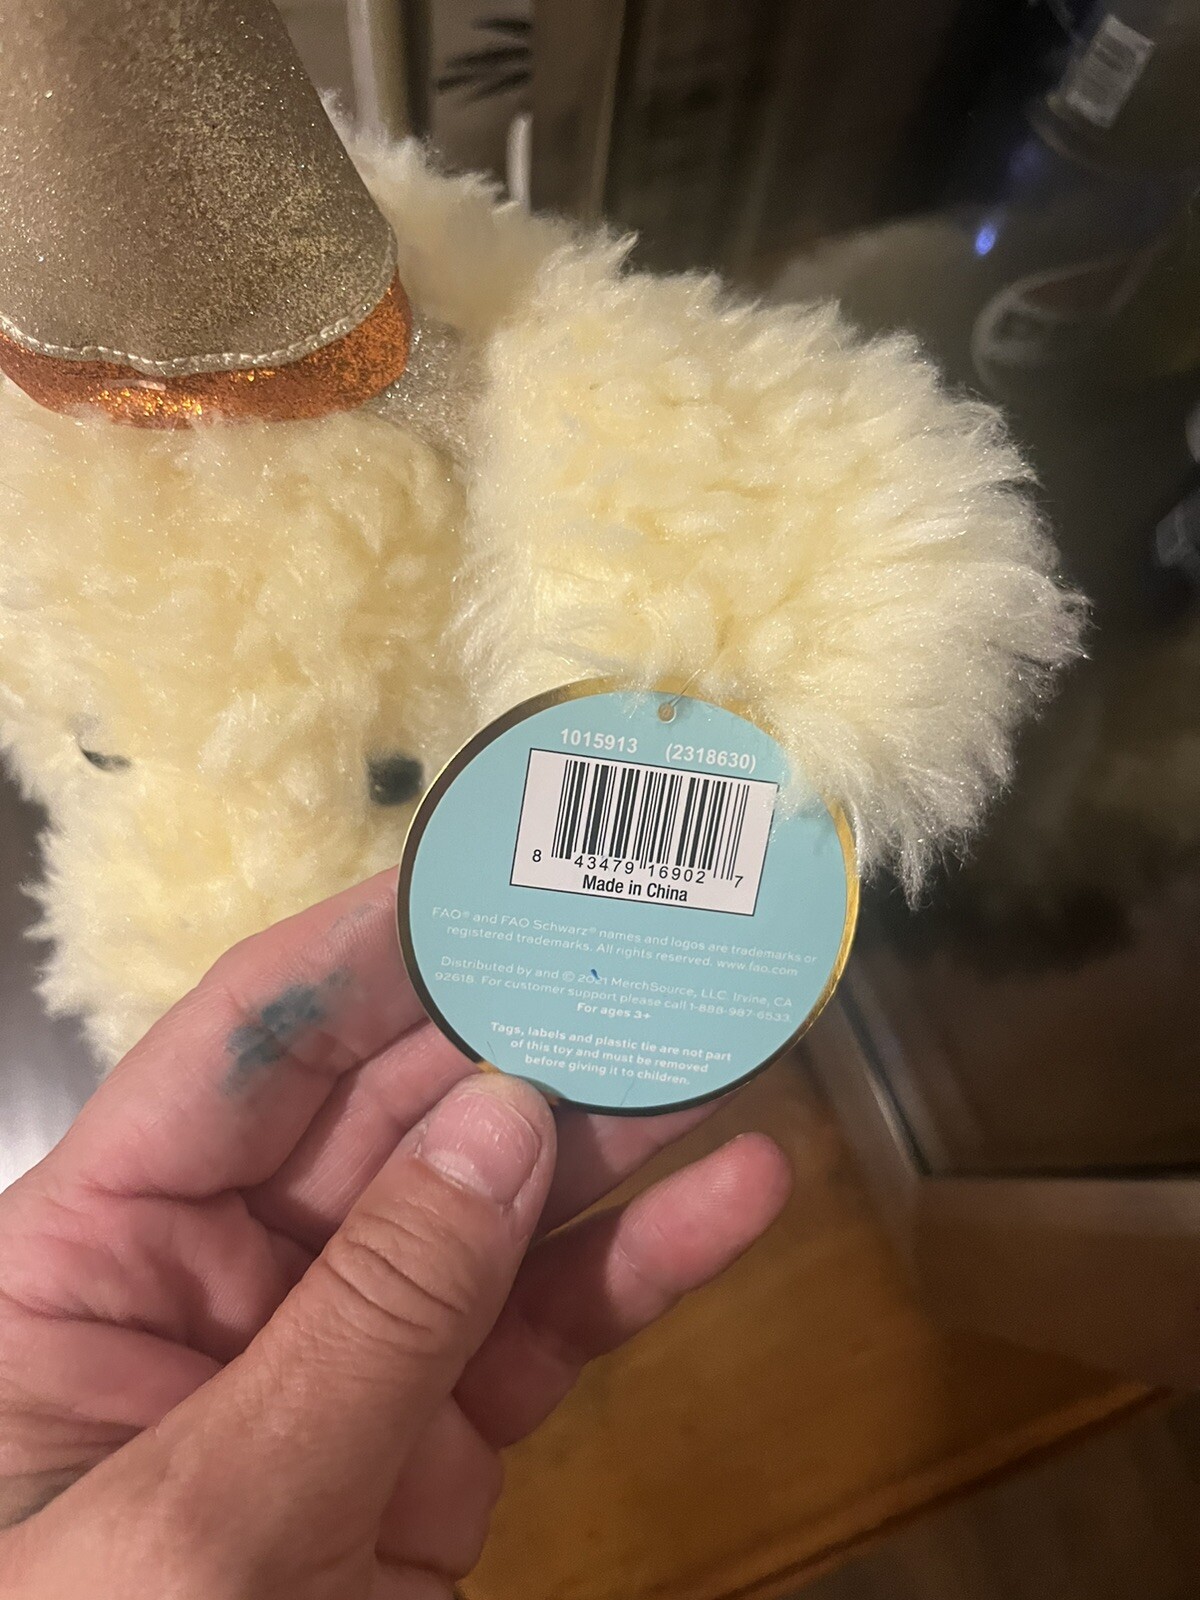 1015913 (2318630)
8 43479 16902 7
Made in China
FAO® and FAO Schwarz® names and logos are trademarks or
registered trademarks. All rights reserved. www.fao.com
Distributed by and © 2021 MerchSource, LLC. Irvine, CA
92618. For customer support please call 1-888-987-6533.
For ages 3+
Tags, labels and plastic tie are not part
of this toy and must be removed
before giving it to children.